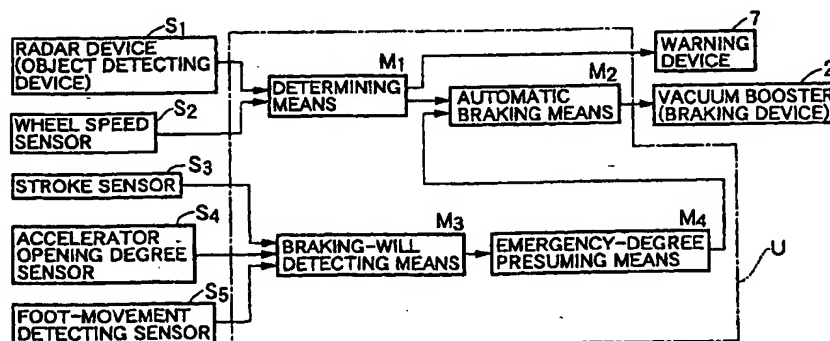 S1
RADAR DEVICE
(OBJECT DETECTING
DEVICE)
S2
WHEEL SPEED
SENSOR
S3
STROKE SENSOR
S4
ACCELERATOR
OPENING DEGREE
SENSOR
S5
FOOT-MOVEMENT
DETECTING SENSOR
M1
DETERMINING
MEANS
M2
AUTOMATIC
BRAKING MEANS
7
WARNING
DEVICE
2
VACUUM BOOSTER
(BRAKING DEVICE)
M3
BRAKING-WILL
DETECTING MEANS
M4
EMERGENCY-DEGREE
PRESUMING MEANS
U